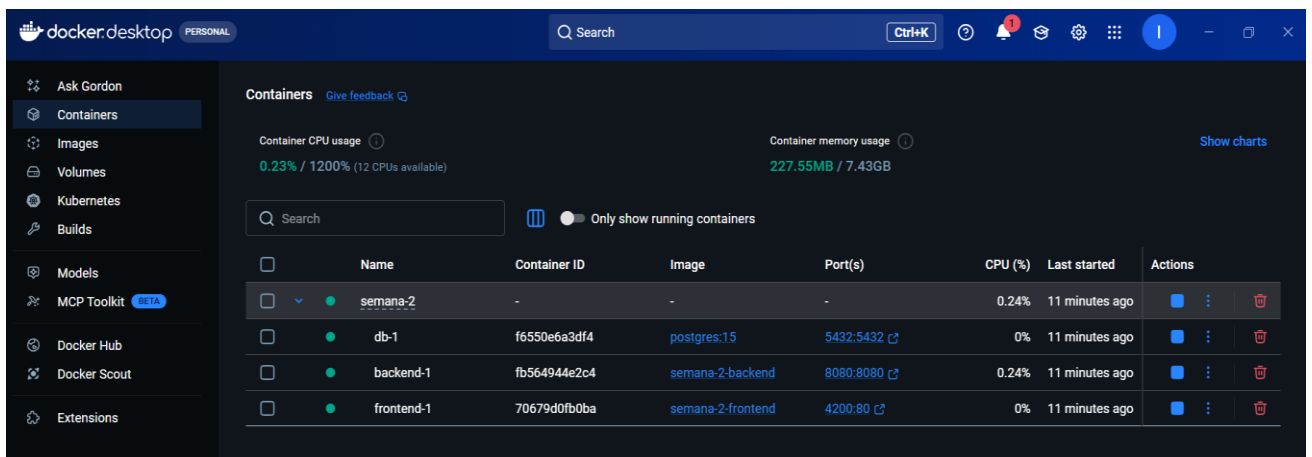 docker.desktop PERSONAL Search Ctrl+K 1 I
Ask Gordon
Containers
Images
Volumes
Kubernetes
Builds
Models
MCP Toolkit BETA
Docker Hub
Docker Scout
Extensions
Containers Give feedback
Container CPU usage
0.23% / 1200% (12 CPUs available)
Container memory usage
227.55MB / 7.43GB
Show charts
Search Only show running containers
Name Container ID Image Port(s) CPU (%) Last started Actions
semana-2 - - - 0.24% 11 minutes ago
db-1 f6550e6a3df4 postgres:15 5432:5432 0% 11 minutes ago
backend-1 fb564944e2c4 semana-2-backend 8080:8080 0.24% 11 minutes ago
frontend-1 70679d0fb0ba semana-2-frontend 4200:80 0% 11 minutes ago